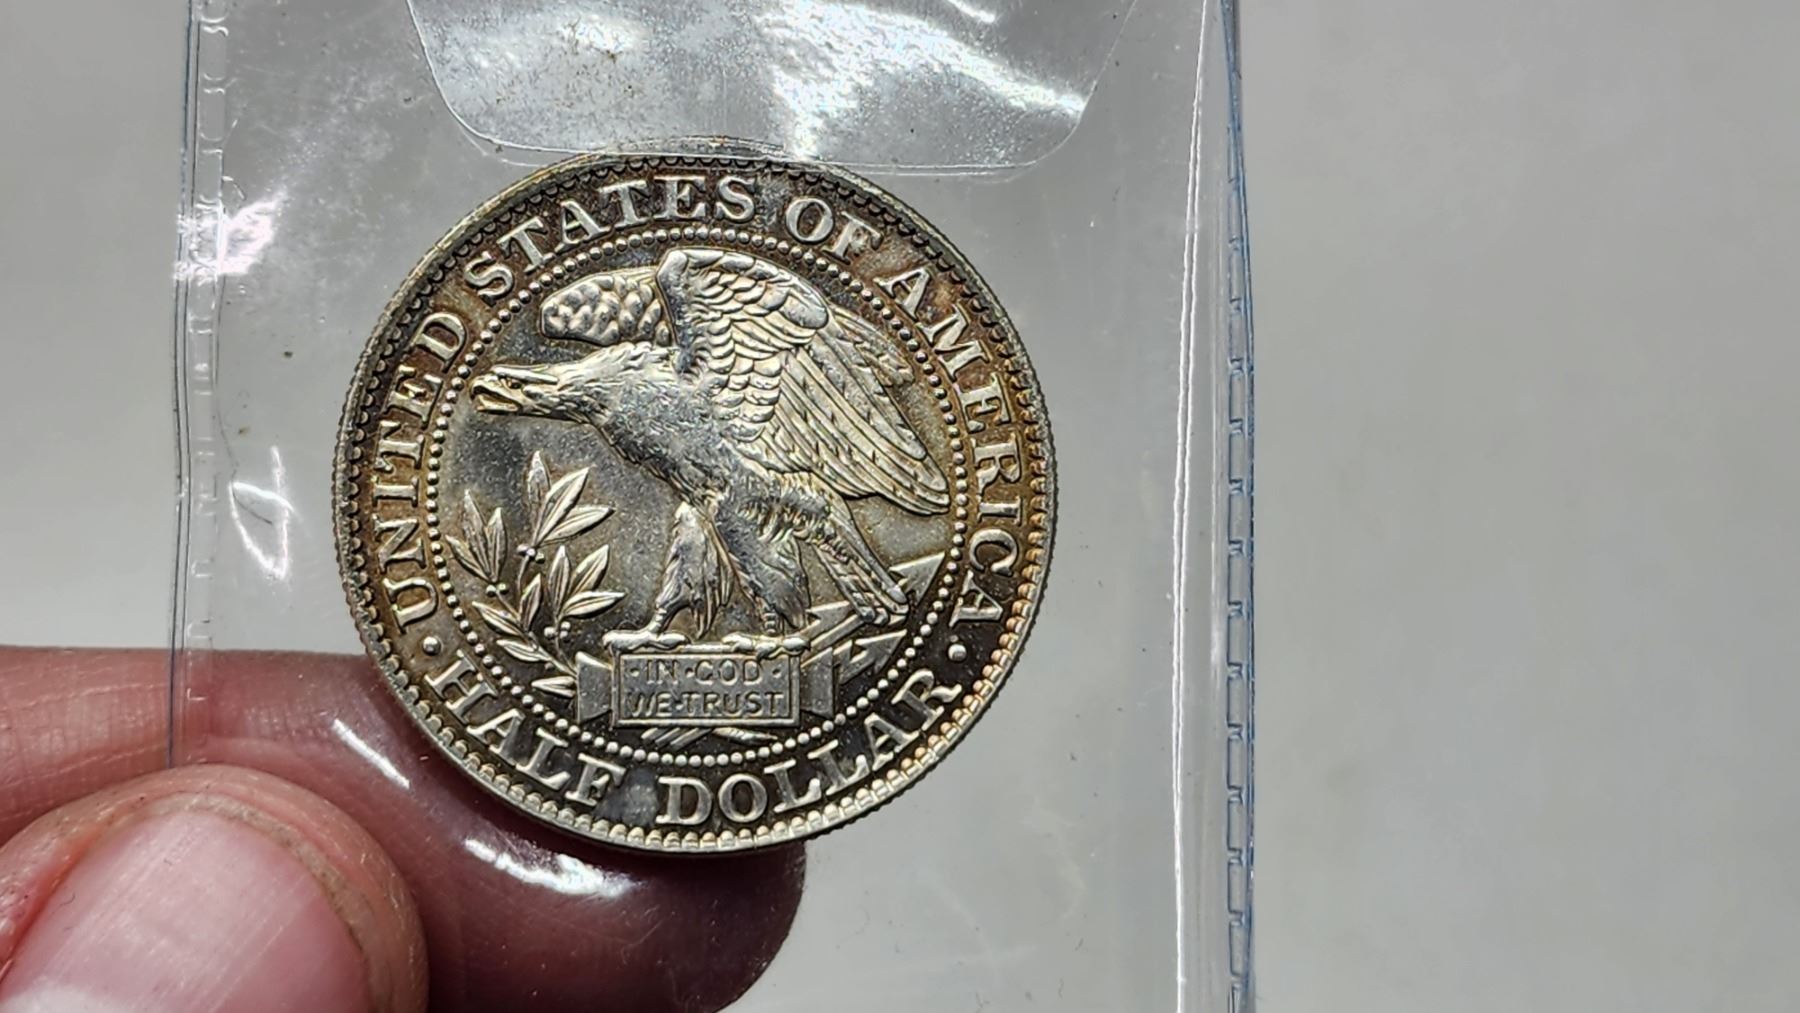 UNITED STATES OF AMERICA
· IN · GOD ·
WE · TRUST
· HALF DOLLAR ·